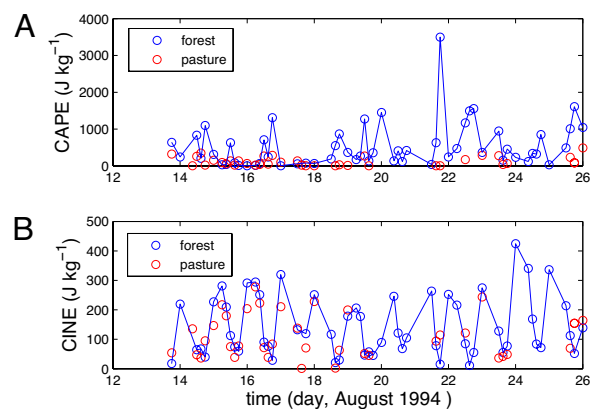 A
4000
3000
2000
1000
0
CAPE (J kg⁻¹)
forest
pasture
12 14 16 18 20 22 24 26
B
500
400
300
200
100
0
CINE (J kg⁻¹)
forest
pasture
12 14 16 18 20 22 24 26
time (day, August 1994)